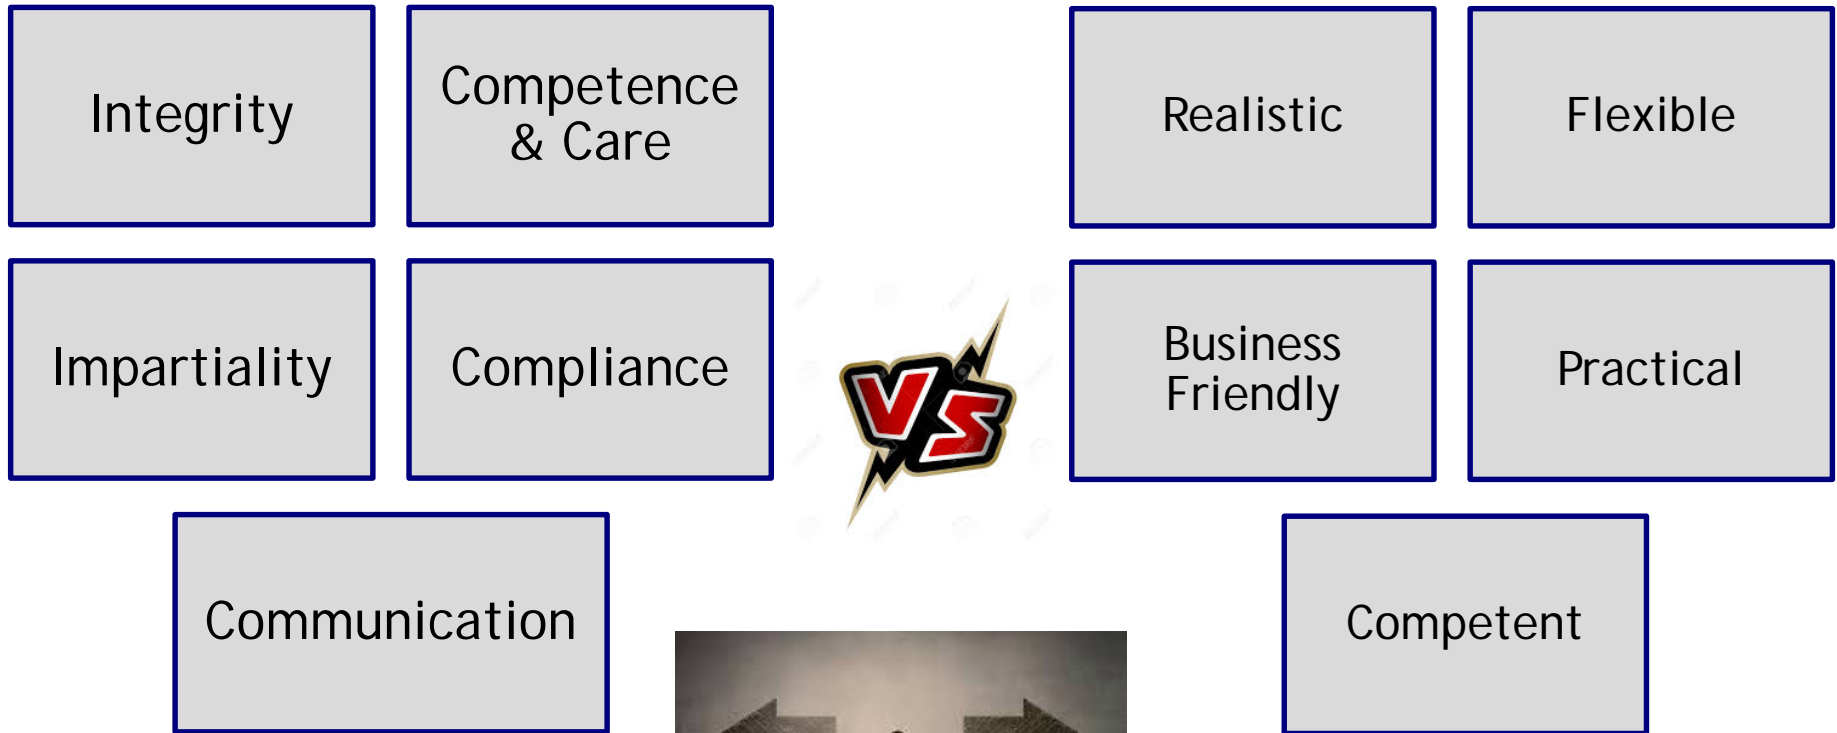 Integrity
Competence
& Care
Realistic
Flexible
Impartiality
Compliance
VS
Business
Friendly
Practical
Communication
Competent